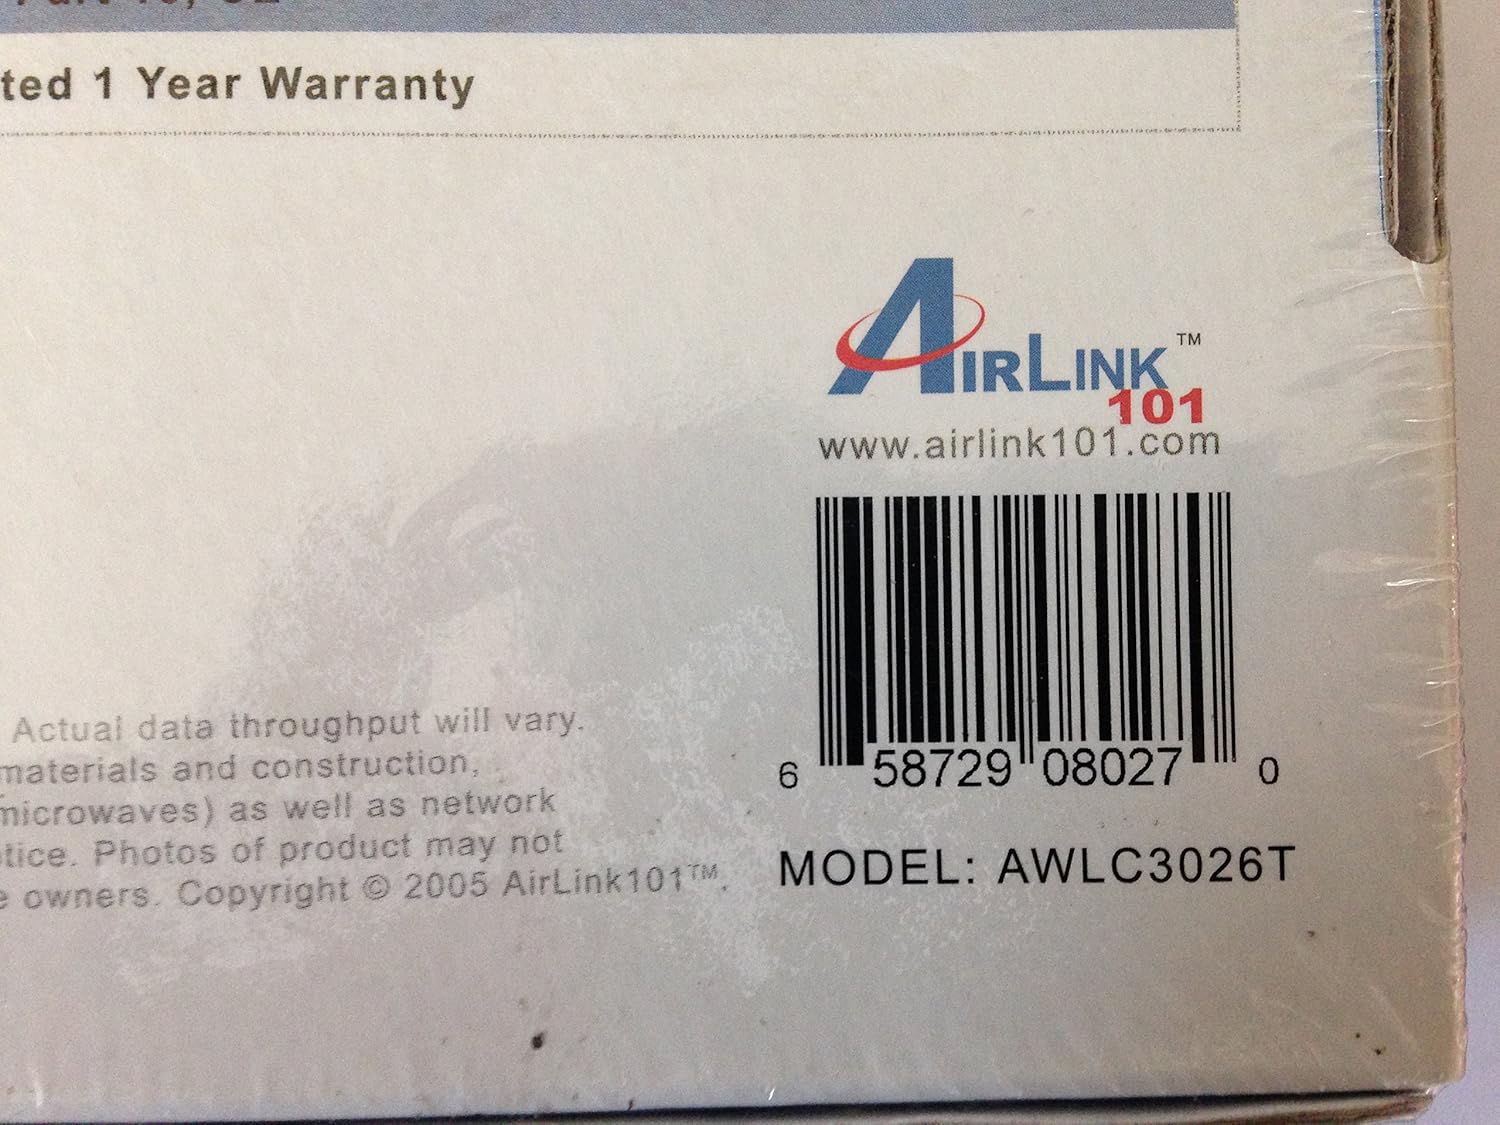 ted 1 Year Warranty
AIRLINK™
101
www.airlink101.com
6 58729 08027 0
MODEL: AWLC3026T
Actual data throughput will vary.
materials and construction,
microwaves) as well as network
tice. Photos of product may not
e owners. Copyright © 2005 AirLink101™.